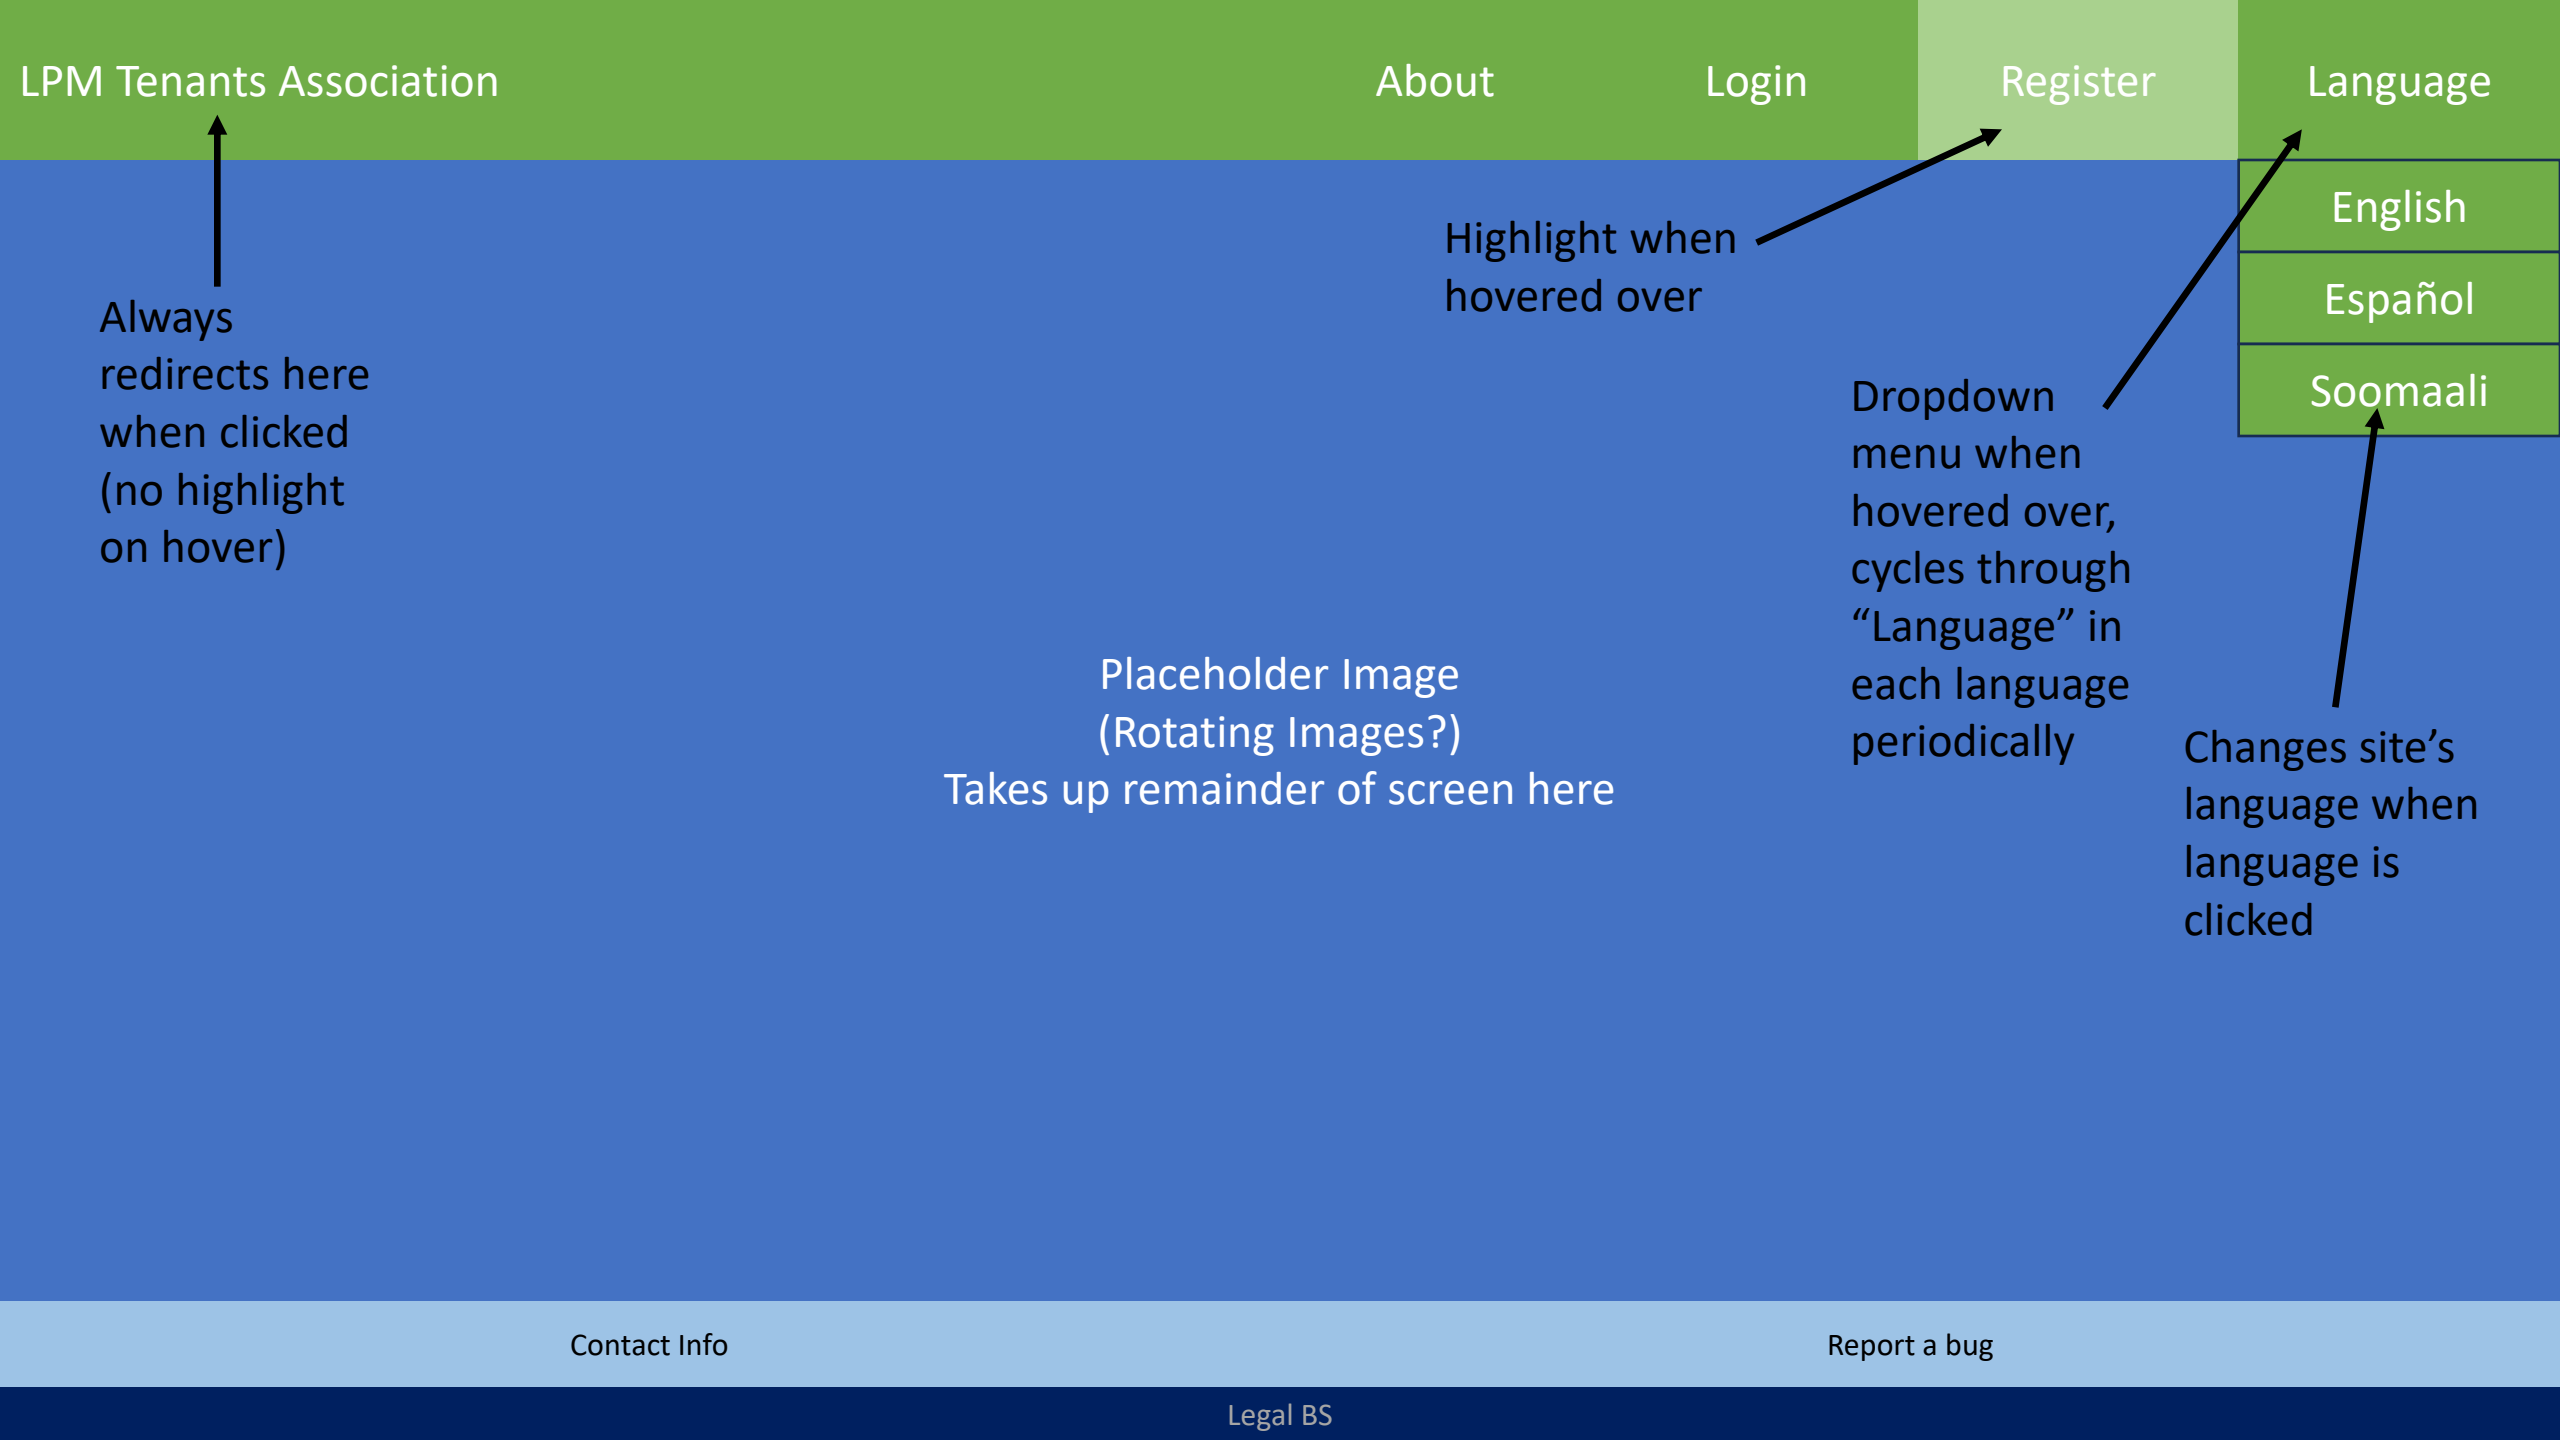 LPM Tenants Association
About
Login
Register
Language
English
Español
Soomaali
Highlight when
hovered over
Always
redirects here
when clicked
(no highlight
on hover)
Dropdown
menu when
hovered over,
cycles through
“Language” in
each language
periodically
Placeholder Image
(Rotating Images?)
Takes up remainder of screen here
Changes site’s
language when
language is
clicked
Contact Info
Report a bug
Legal BS